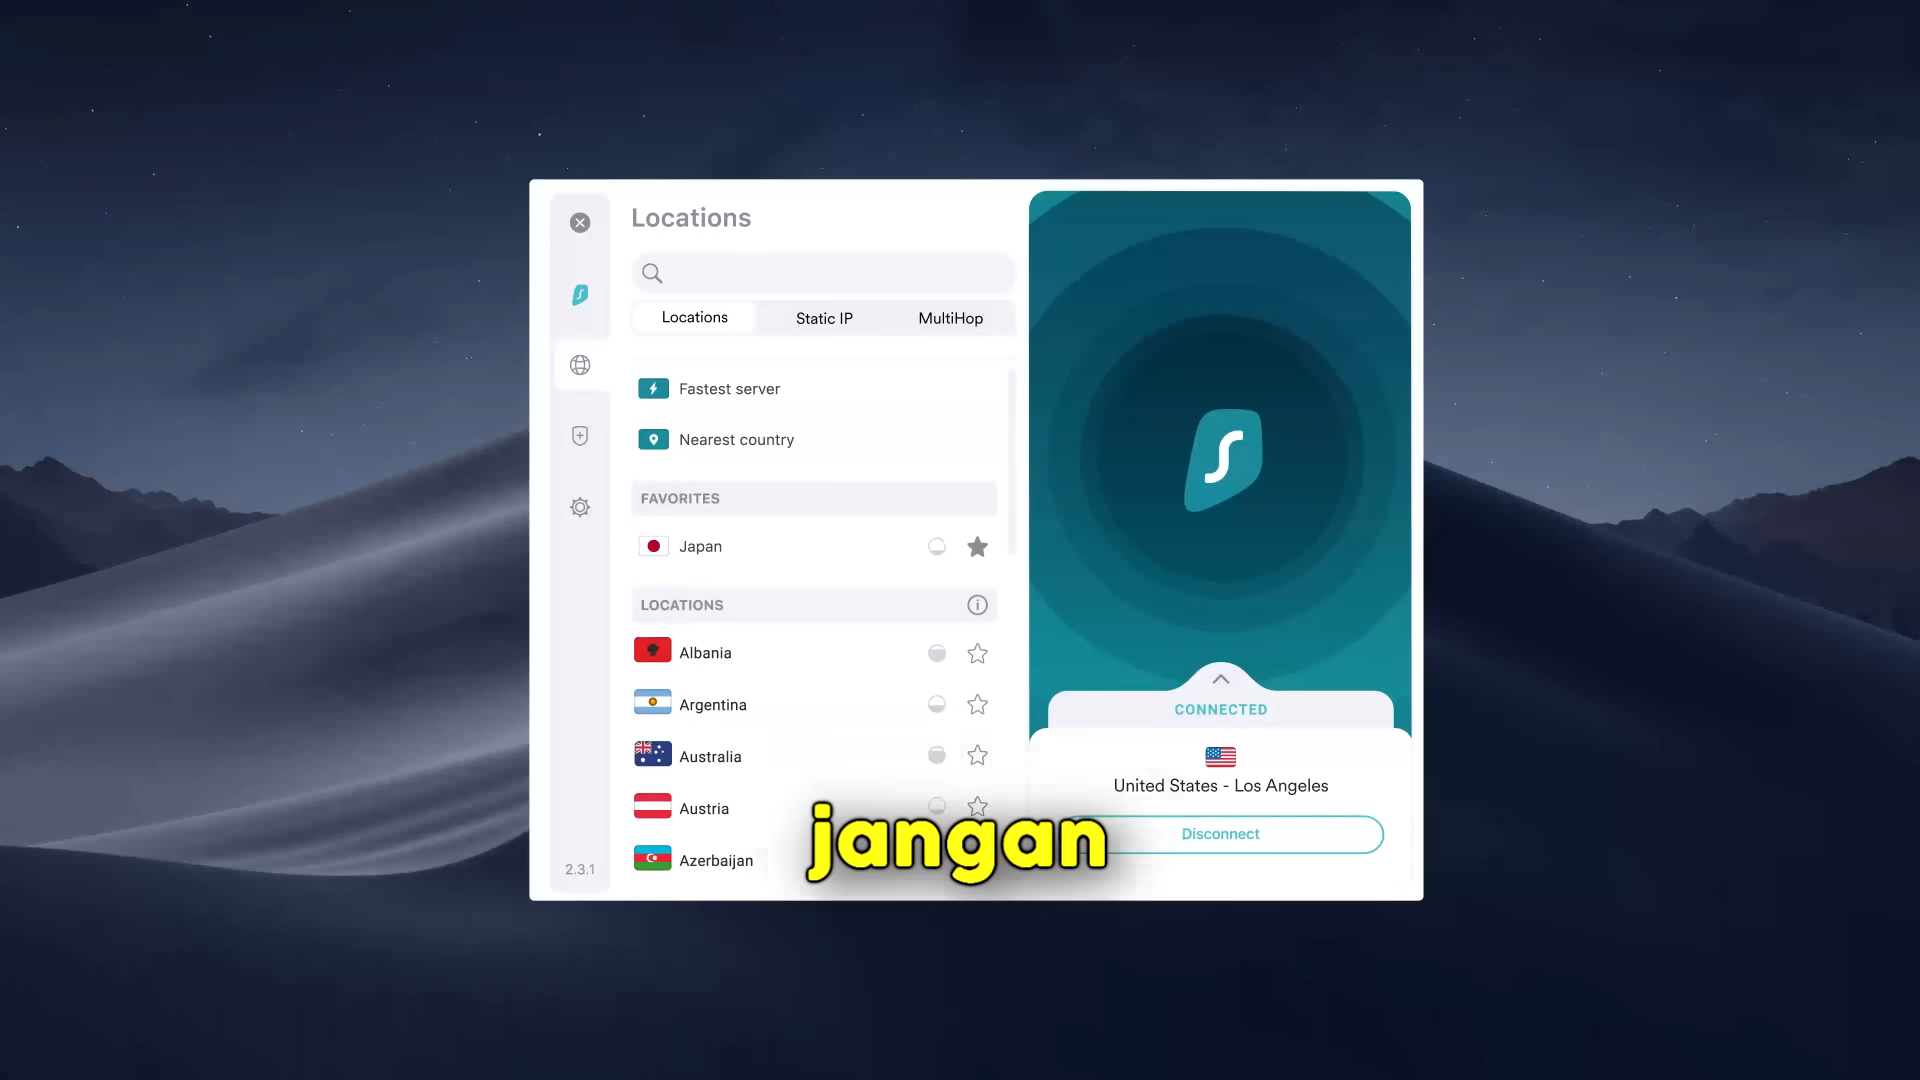 Locations
Locations
Static IP
MultiHop
Fastest server
Nearest country
FAVORITES
Japan
LOCATIONS
Albania
Argentina
Australia
Austria
Azerbaijan
2.3.1
CONNECTED
United States - Los Angeles
Disconnect
jangan